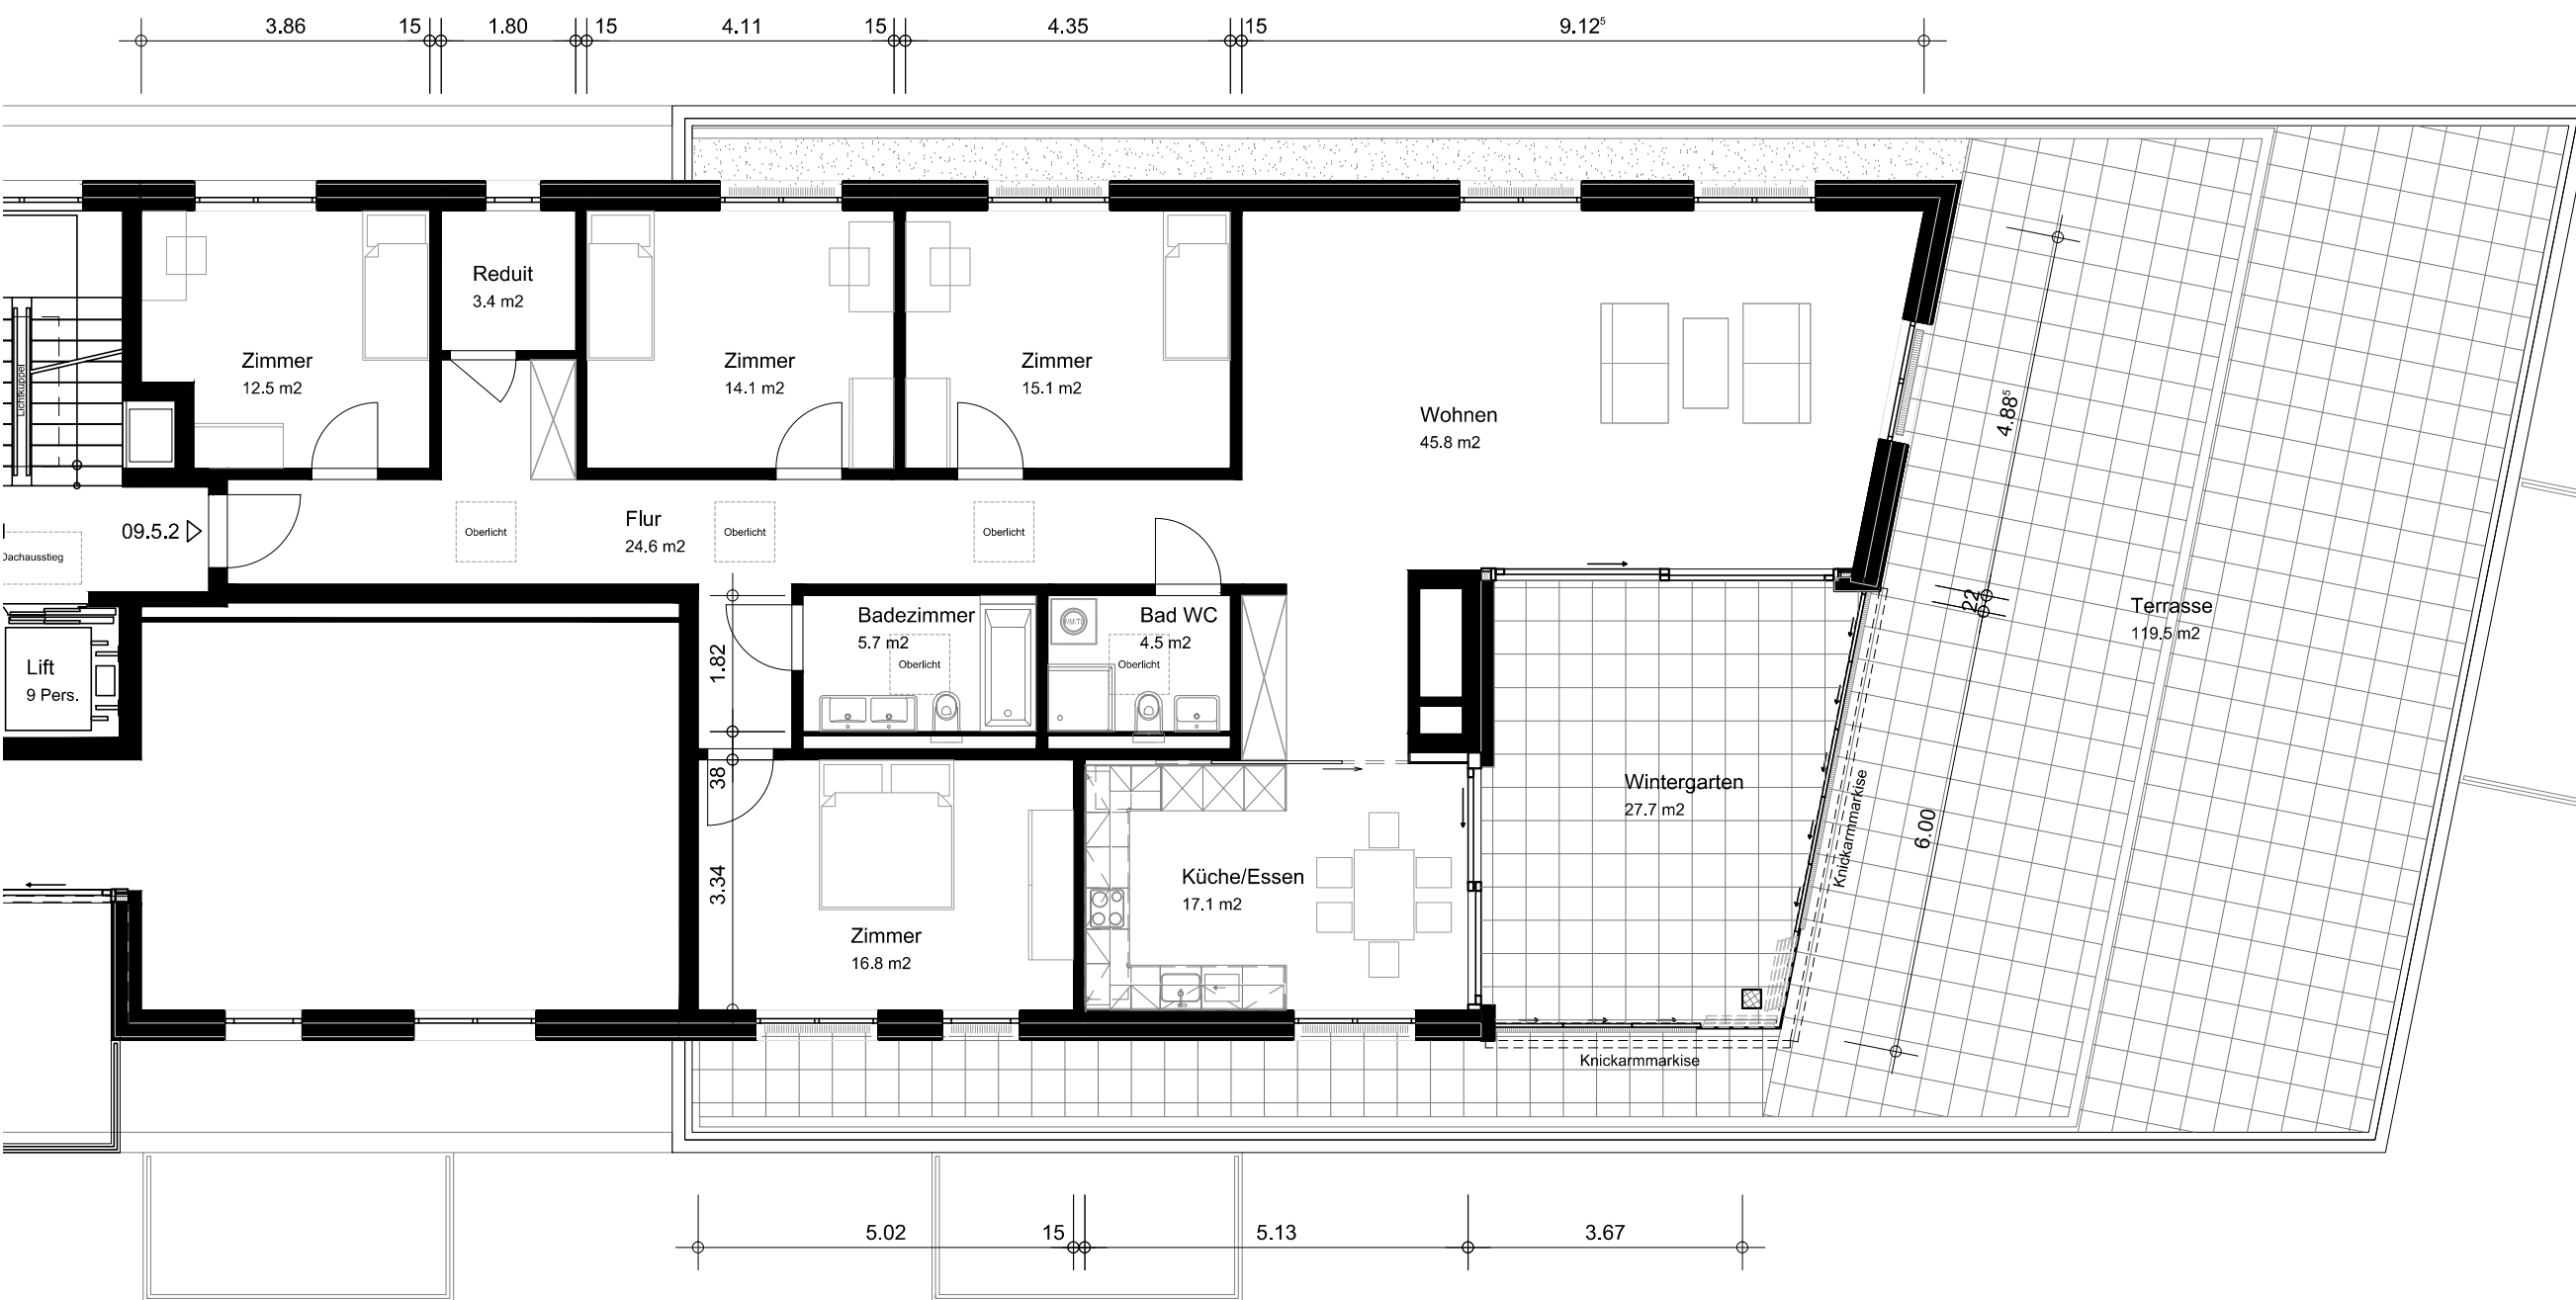 3.86 15 1.80 15 4.11 15 4.35 15 9.12⁵
Reduit
3.4 m2
Zimmer
12.5 m2
Zimmer
14.1 m2
Zimmer
15.1 m2
Wohnen
45.8 m2
Lichtkuppel
4.88⁵
09.5.2
Flur
24.6 m2
Oberlicht
Oberlicht
Oberlicht
Dachausstieg
Lift
9 Pers.
Badezimmer
5.7 m2
Oberlicht
Bad WC
4.5 m2
Oberlicht
1.82
38
3.34
22
Terrasse
119.5 m2
Wintergarten
27.7 m2
Knickarmmarkise
6.00
Küche/Essen
17.1 m2
Zimmer
16.8 m2
Knickarmmarkise
5.02 15 5.13 3.67